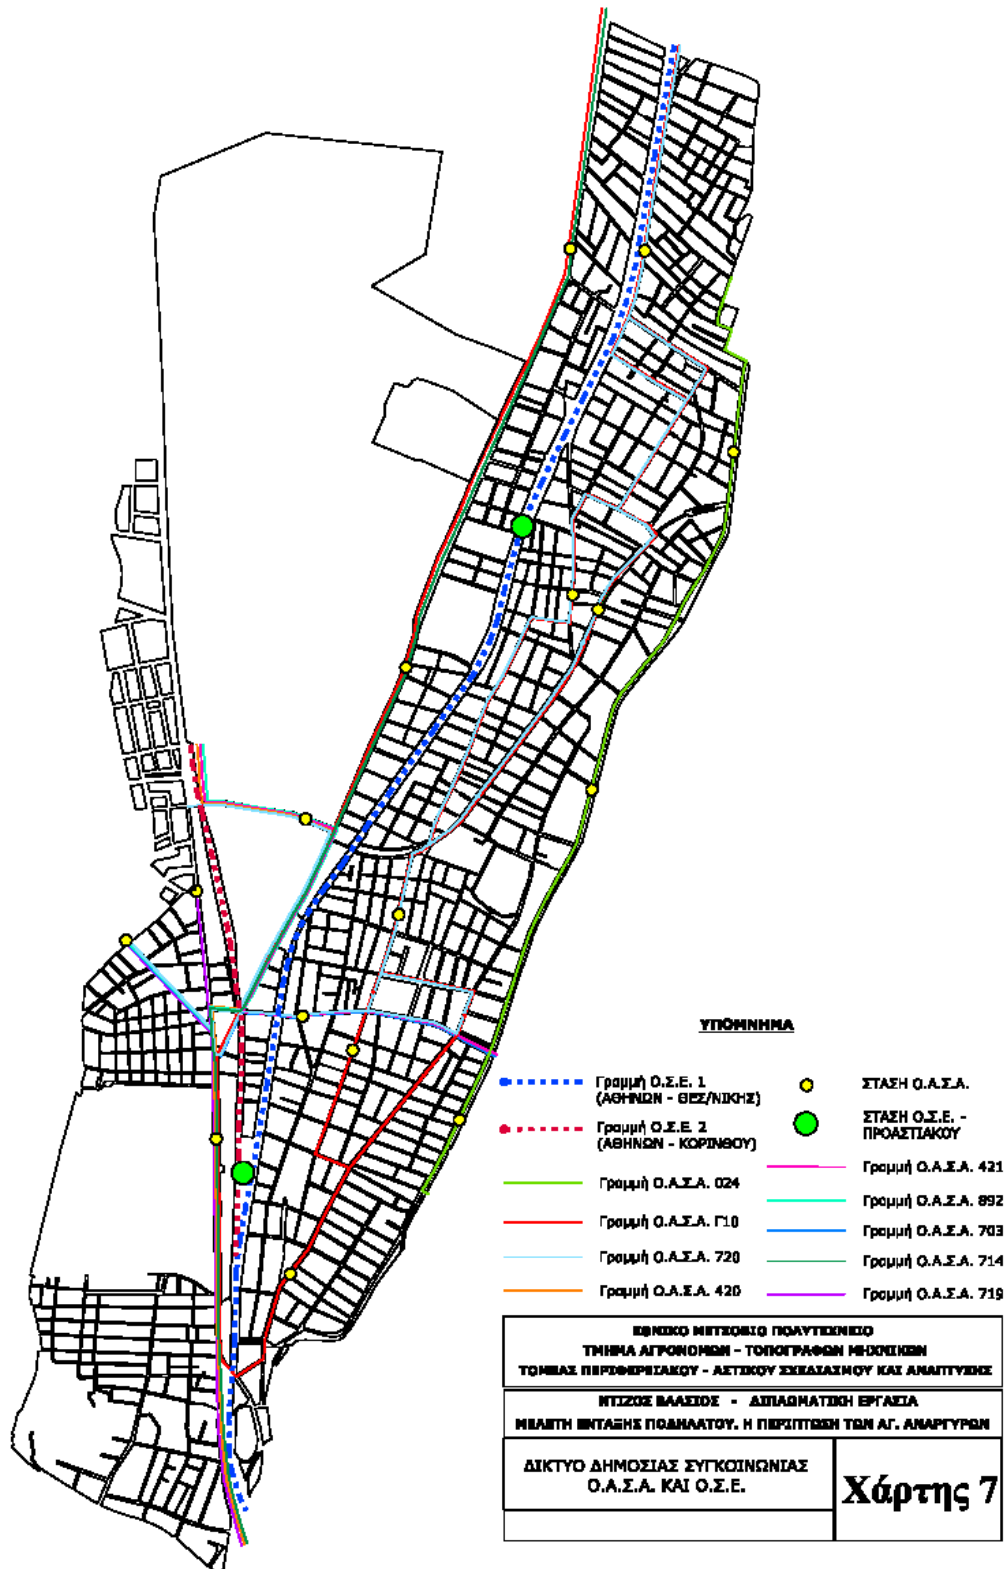 ΥΠΟΜΝΗΜΑ
Γραμμή Ο.Σ.Ε. 1
(ΑΘΗΝΩΝ - ΘΕΣ/ΝΙΚΗΣ)
Γραμμή Ο.Σ.Ε. 2
(ΑΘΗΝΩΝ - ΚΟΡΙΝΘΟΥ)
Γραμμή Ο.Α.Σ.Α. 024
Γραμμή Ο.Α.Σ.Α. Γ10
Γραμμή Ο.Α.Σ.Α. 720
Γραμμή Ο.Α.Σ.Α. 420
ΣΤΑΣΗ Ο.Α.Σ.Α.
ΣΤΑΣΗ Ο.Σ.Ε. -
ΠΡΟΑΣΤΙΑΚΟΥ
Γραμμή Ο.Α.Σ.Α. 421
Γραμμή Ο.Α.Σ.Α. 892
Γραμμή Ο.Α.Σ.Α. 703
Γραμμή Ο.Α.Σ.Α. 714
Γραμμή Ο.Α.Σ.Α. 719
ΕΘΝΙΚΟ ΜΕΤΣΟΒΙΟ ΠΟΛΥΤΕΧΝΕΙΟ
ΤΜΗΜΑ ΑΓΡΟΝΟΜΩΝ - ΤΟΠΟΓΡΑΦΩΝ ΜΗΧΝΙΚΩΝ
ΤΟΜΕΑΣ ΠΕΡΙΦΕΡΕΙΑΚΟΥ - ΑΣΤΙΚΟΥ ΣΧΕΔΙΑΣΜΟΥ ΚΑΙ ΑΝΑΠΤΥΞΗΣ
ΝΤΙΖΟΣ ΒΛΑΣΙΟΣ - ΔΙΠΛΩΜΑΤΙΚΗ ΕΡΓΑΣΙΑ
ΜΕΛΕΤΗ ΕΝΤΑΞΗΣ ΠΟΔΗΛΑΤΟΥ. Η ΠΕΡΙΠΤΩΣΗ ΤΩΝ ΑΓ. ΑΝΑΡΓΥΡΩΝ
ΔΙΚΤΥΟ ΔΗΜΟΣΙΑΣ ΣΥΓΚΟΙΝΩΝΙΑΣ
Ο.Α.Σ.Α. ΚΑΙ Ο.Σ.Ε.
Χάρτης 7